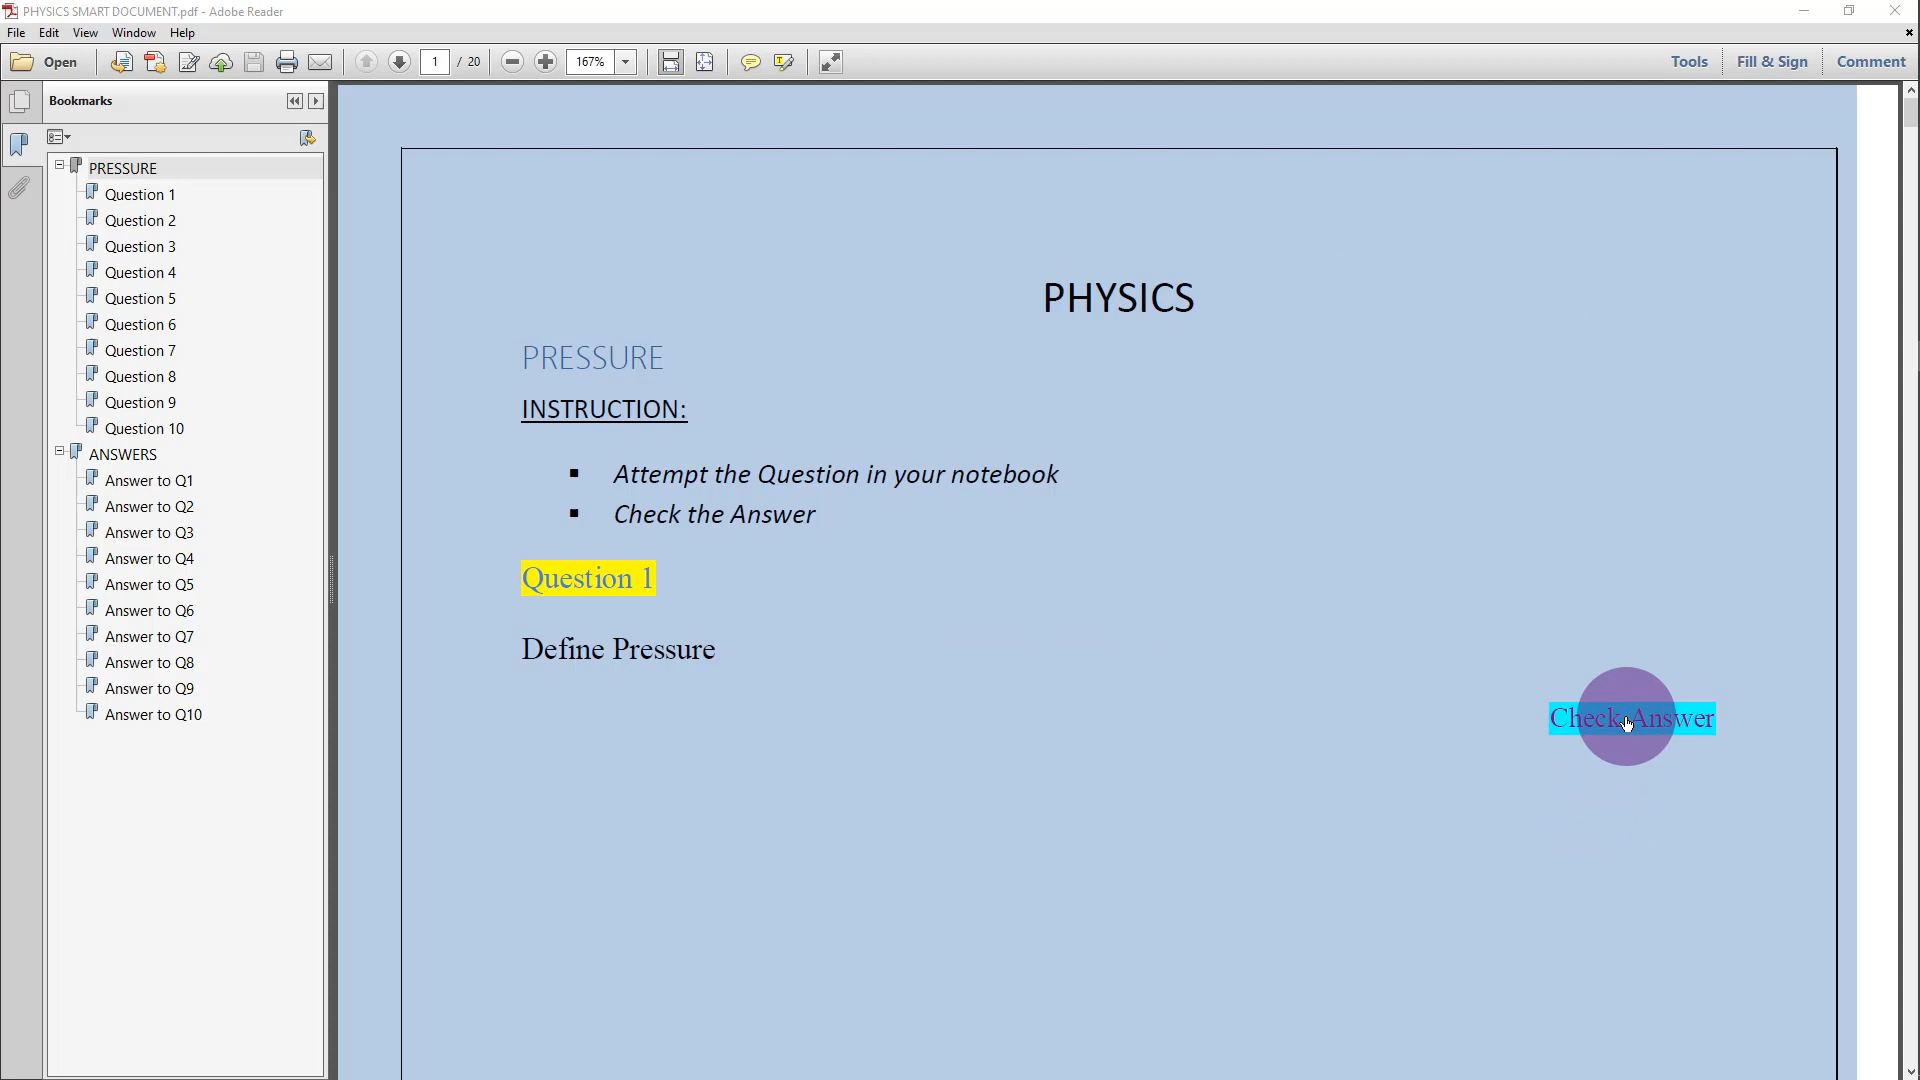 PHYSICS SMART DOCUMENT.pdf - Adobe Reader
File Edit View Window Help
Open 1 / 20 167% Tools Fill & Sign Comment
Bookmarks
PRESSURE
Question 1
Question 2
Question 3
Question 4
Question 5
Question 6
Question 7
Question 8
Question 9
Question 10
ANSWERS
Answer to Q1
Answer to Q2
Answer to Q3
Answer to Q4
Answer to Q5
Answer to Q6
Answer to Q7
Answer to Q8
Answer to Q9
Answer to Q10
PHYSICS
PRESSURE
INSTRUCTION:
▪ Attempt the Question in your notebook
▪ Check the Answer
Question 1
Define Pressure
Check Answer